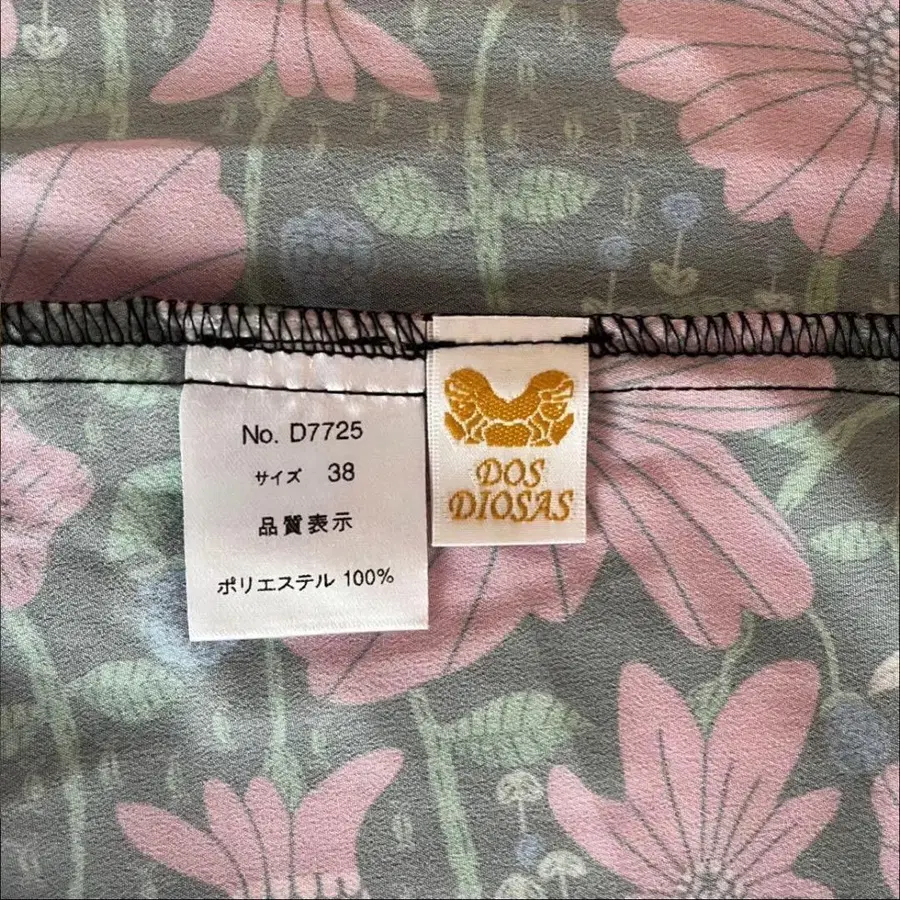 No. D7725
サイズ 38
品質表示
ポリエステル 100%
DOS
DIOSAS